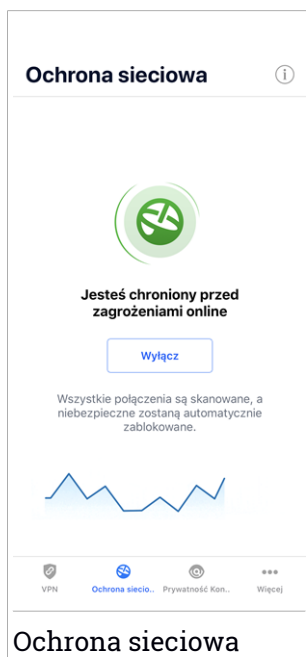 Ochrona sieciowa
Jesteś chroniony przed
zagrożeniami online
Wyłącz
Wszystkie połączenia są skanowane, a
niebezpieczne zostaną automatycznie
zablokowane.
VPN
Ochrona siecio..
Prywatność Kon..
Więcej
Ochrona sieciowa